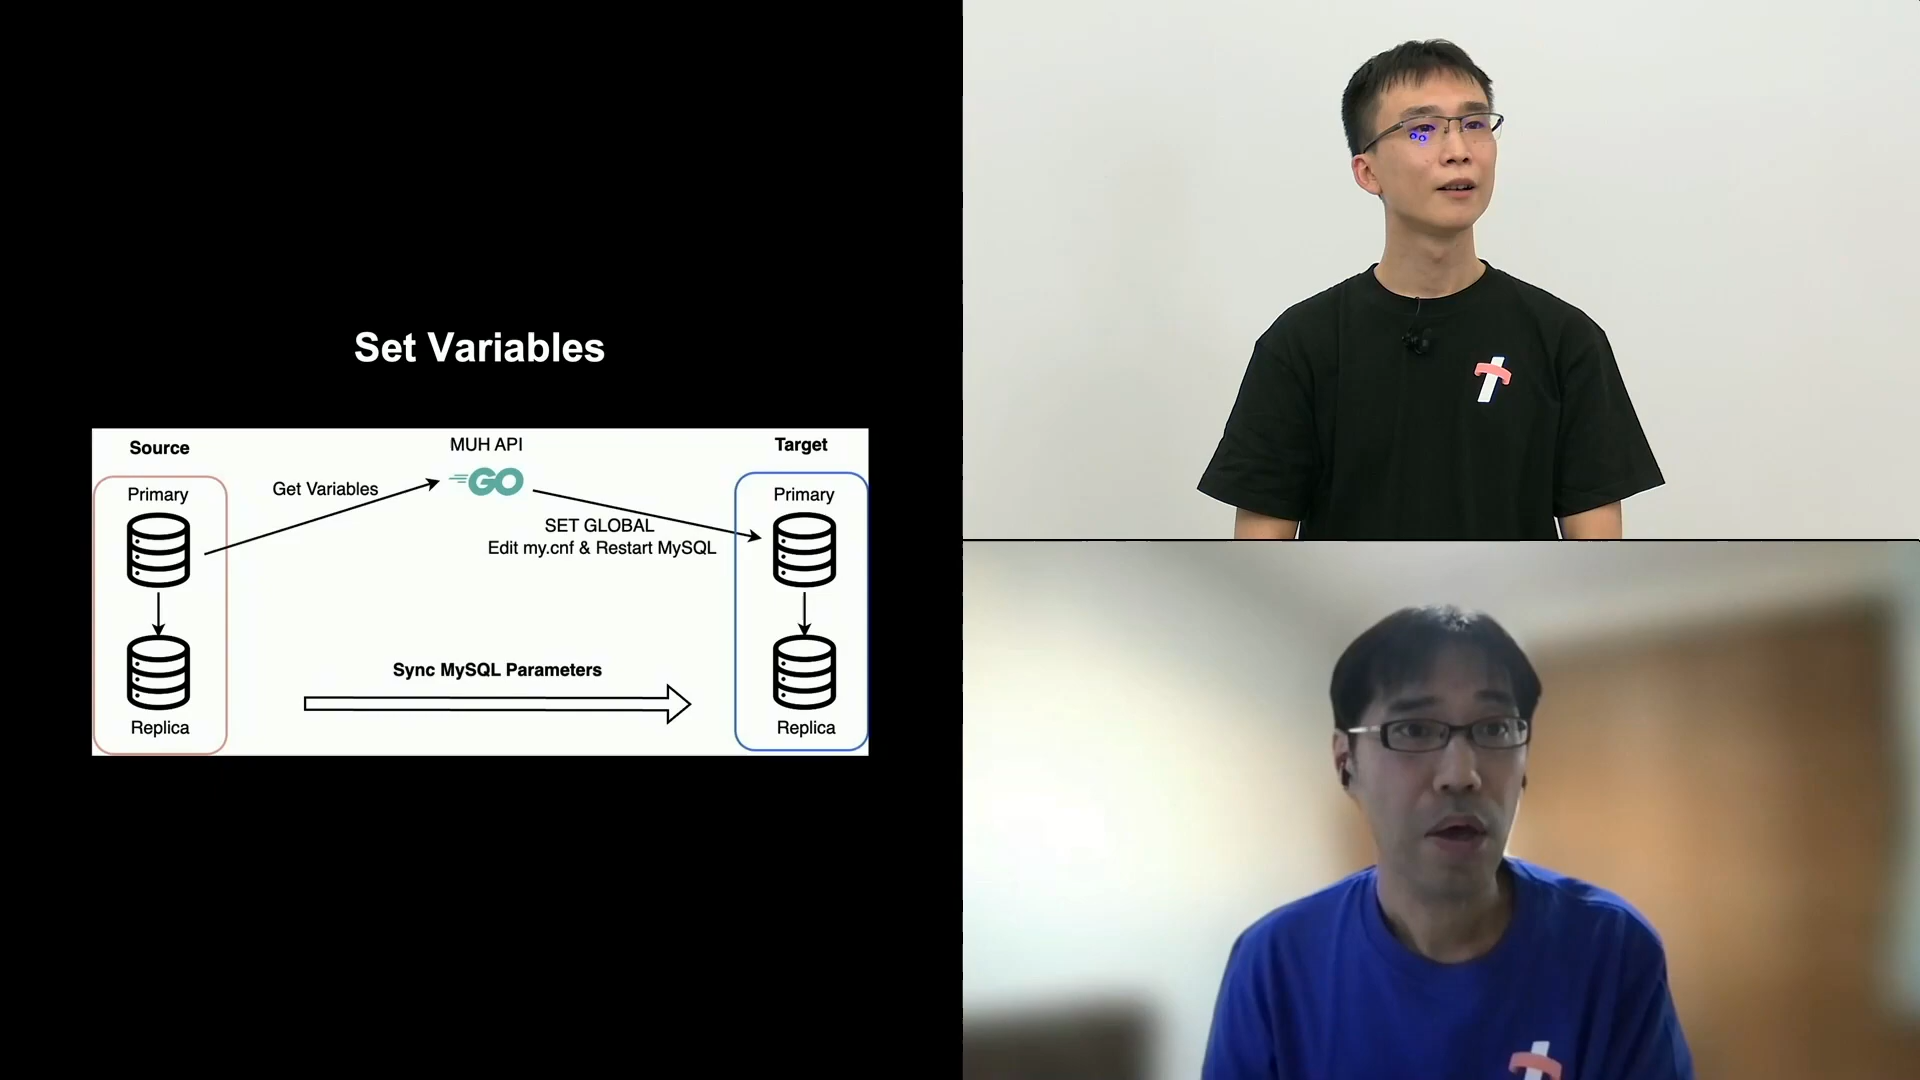 Set Variables
Source
MUH API
Target
Primary
Get Variables
GO
Primary
SET GLOBAL
Edit my.cnf & Restart MySQL
Sync MySQL Parameters
Replica
Replica